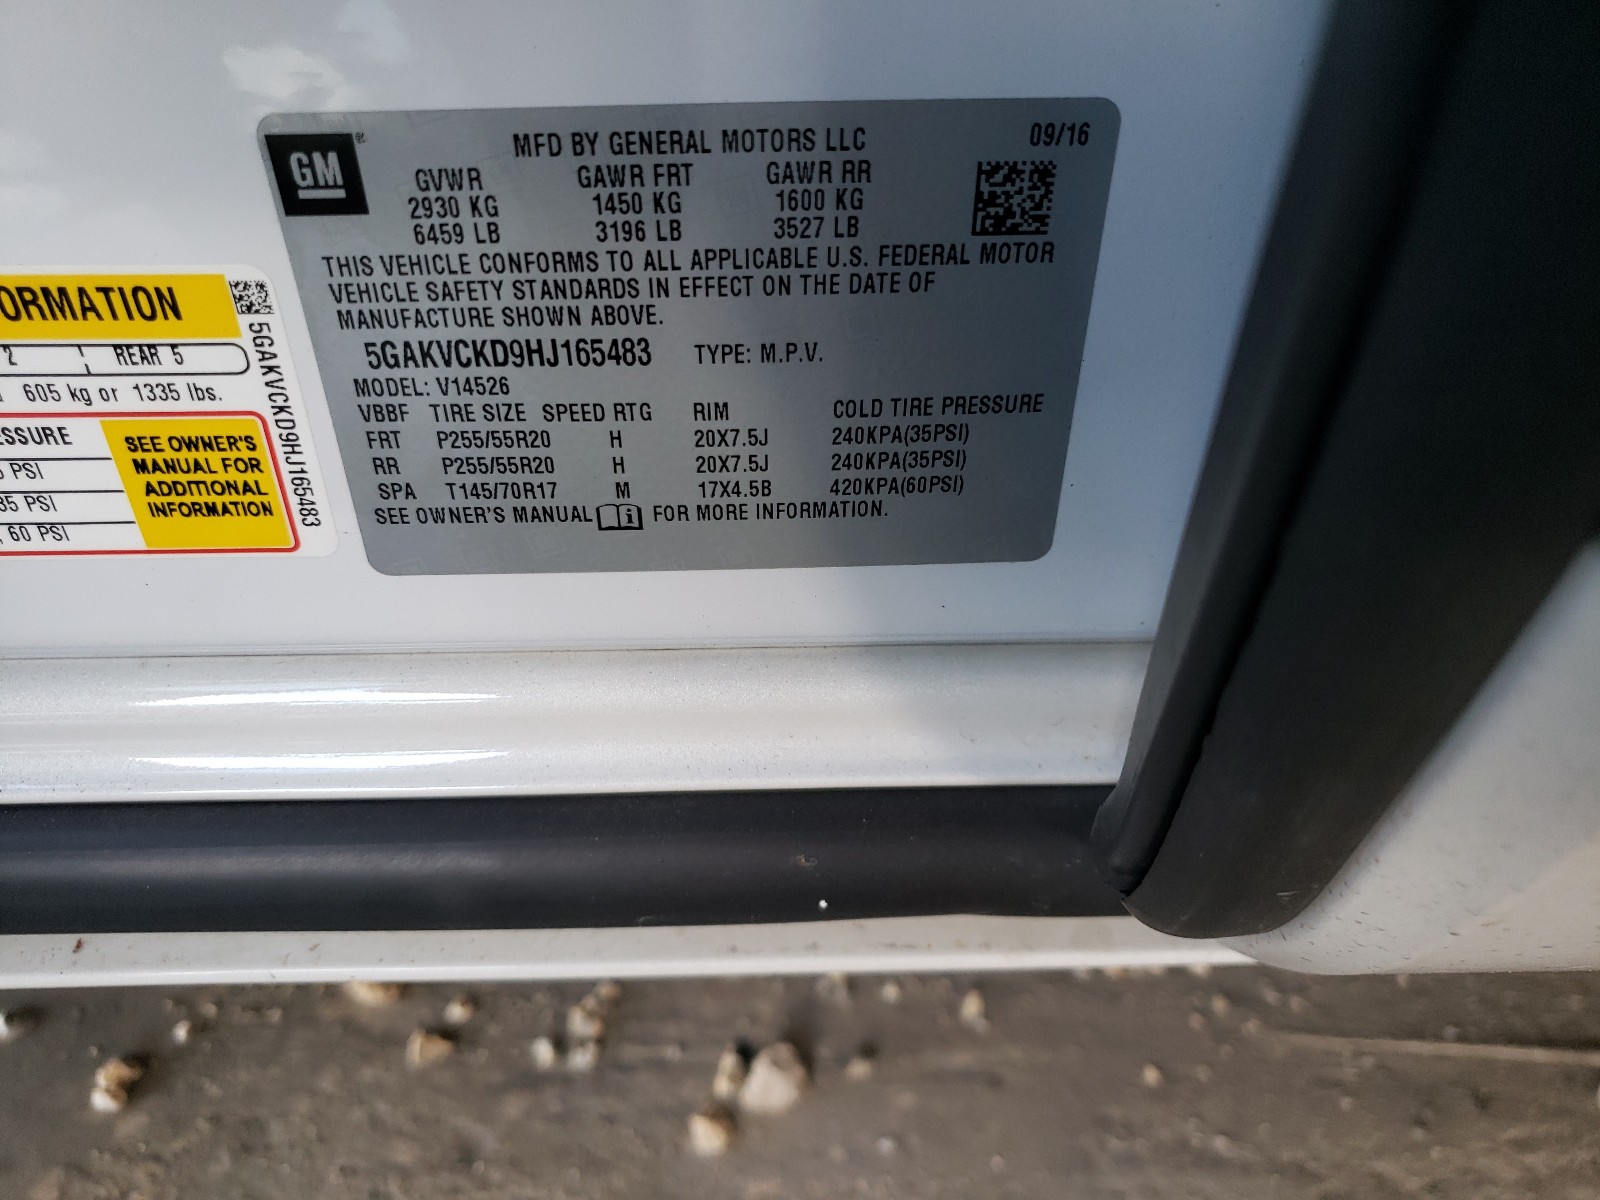 GM ®
MFD BY GENERAL MOTORS LLC 09/16
GVWR GAWR FRT GAWR RR
2930 KG 1450 KG 1600 KG
6459 LB 3196 LB 3527 LB
THIS VEHICLE CONFORMS TO ALL APPLICABLE U.S. FEDERAL MOTOR
VEHICLE SAFETY STANDARDS IN EFFECT ON THE DATE OF
MANUFACTURE SHOWN ABOVE.
5GAKVCKD9HJ165483 TYPE: M.P.V.
MODEL: V14526
VBBF TIRE SIZE SPEED RTG RIM COLD TIRE PRESSURE
FRT P255/55R20 H 20X7.5J 240KPA(35PSI)
RR P255/55R20 H 20X7.5J 240KPA(35PSI)
SPA T145/70R17 M 17X4.5B 420KPA(60PSI)
SEE OWNER'S MANUAL FOR MORE INFORMATION.
ORMATION
2 REAR 5
605 kg or 1335 lbs.
SSURE
PSI
35 PSI
, 60 PSI
SEE OWNER'S
MANUAL FOR
ADDITIONAL
INFORMATION
5GAKVCKD9HJ165483